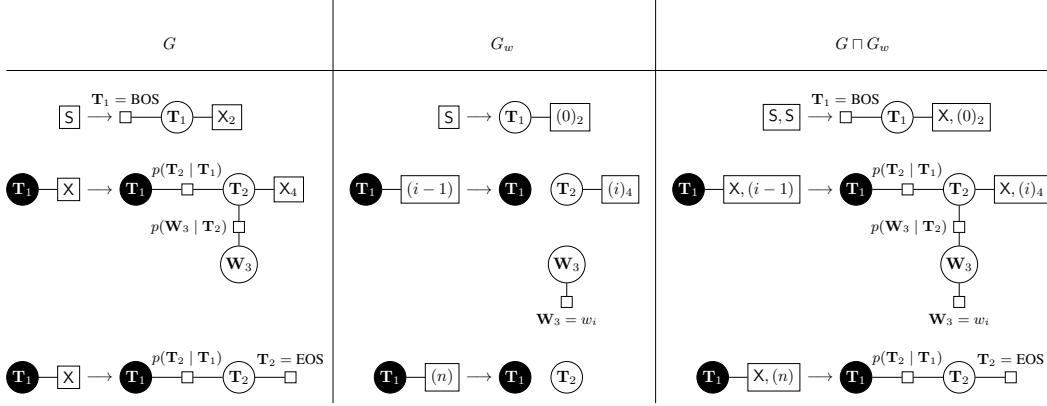 G G_w G ⊓ G_w
T₁ = BOS T₁ = BOS
S → T₁ X₂ S → T₁ (0)₂ S, S → T₁ X, (0)₂
p(T₂ | T₁) p(T₂ | T₁)
T₁ X → T₁ T₂ X₄ T₁ (i − 1) → T₁ T₂ (i)₄ T₁ X, (i − 1) → T₁ T₂ X, (i)₄
p(W₃ | T₂) p(W₃ | T₂)
W₃ W₃ W₃
W₃ = w_i W₃ = w_i
p(T₂ | T₁) T₂ = EOS p(T₂ | T₁) T₂ = EOS
T₁ X → T₁ T₂ T₁ (n) → T₁ T₂ T₁ X, (n) → T₁ T₂